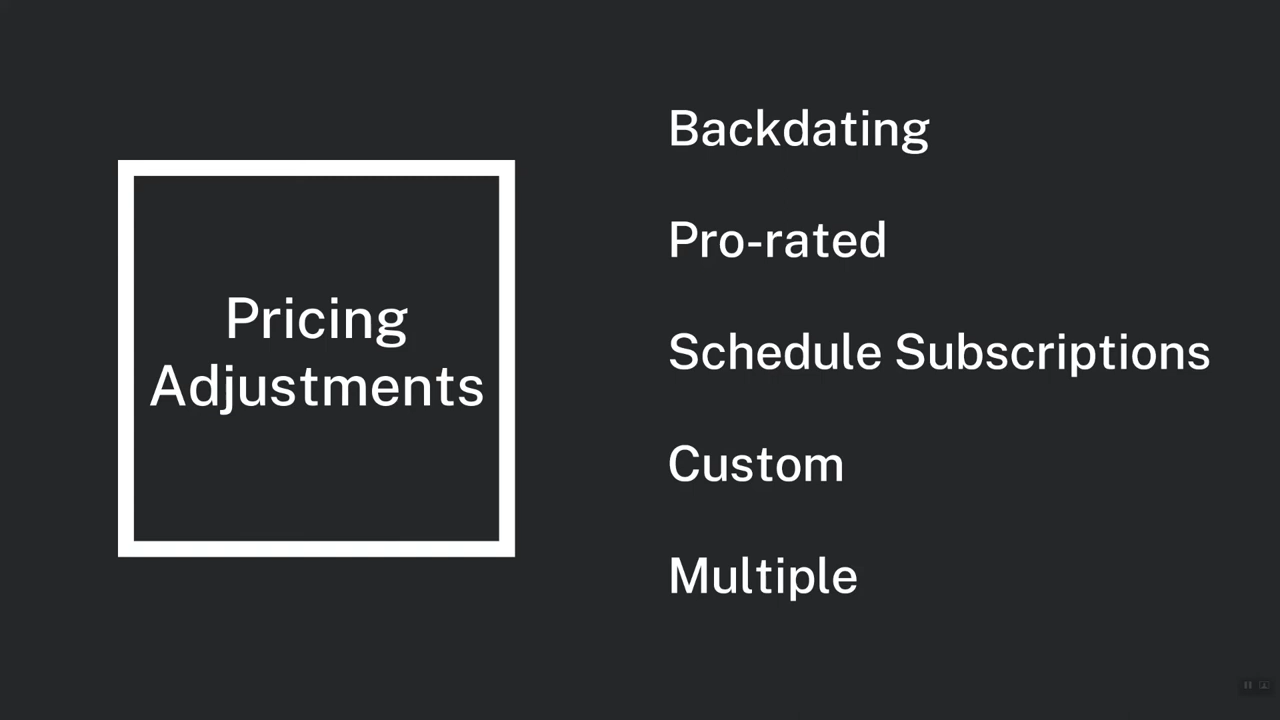 Pricing
Adjustments
Backdating
Pro-rated
Schedule Subscriptions
Custom
Multiple